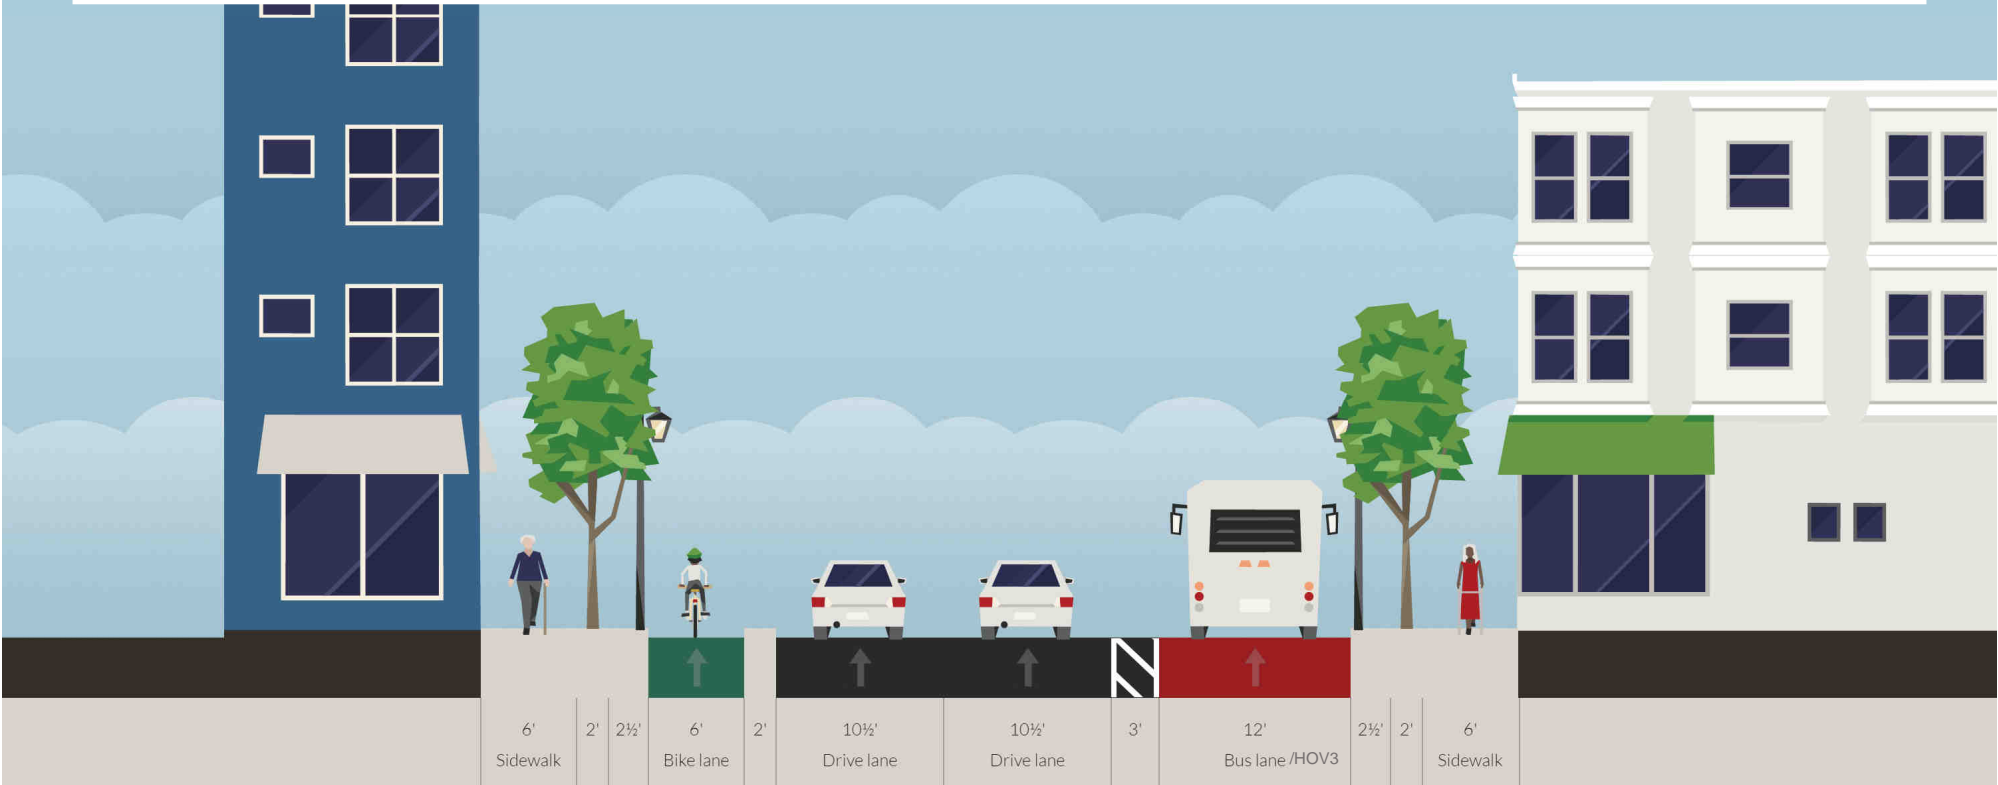 6' 2' 2½' 6' 2' 10½' 10½' 3' 12' 2½' 2' 6'
Sidewalk Bike lane Drive lane Drive lane Bus lane /HOV3 Sidewalk